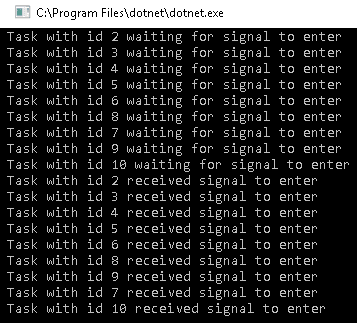 C:\Program Files\dotnet\dotnet.exe
Task with id 2 waiting for signal to enter
Task with id 3 waiting for signal to enter
Task with id 4 waiting for signal to enter
Task with id 5 waiting for signal to enter
Task with id 6 waiting for signal to enter
Task with id 8 waiting for signal to enter
Task with id 7 waiting for signal to enter
Task with id 9 waiting for signal to enter
Task with id 10 waiting for signal to enter
Task with id 2 received signal to enter
Task with id 3 received signal to enter
Task with id 4 received signal to enter
Task with id 5 received signal to enter
Task with id 6 received signal to enter
Task with id 8 received signal to enter
Task with id 9 received signal to enter
Task with id 7 received signal to enter
Task with id 10 received signal to enter